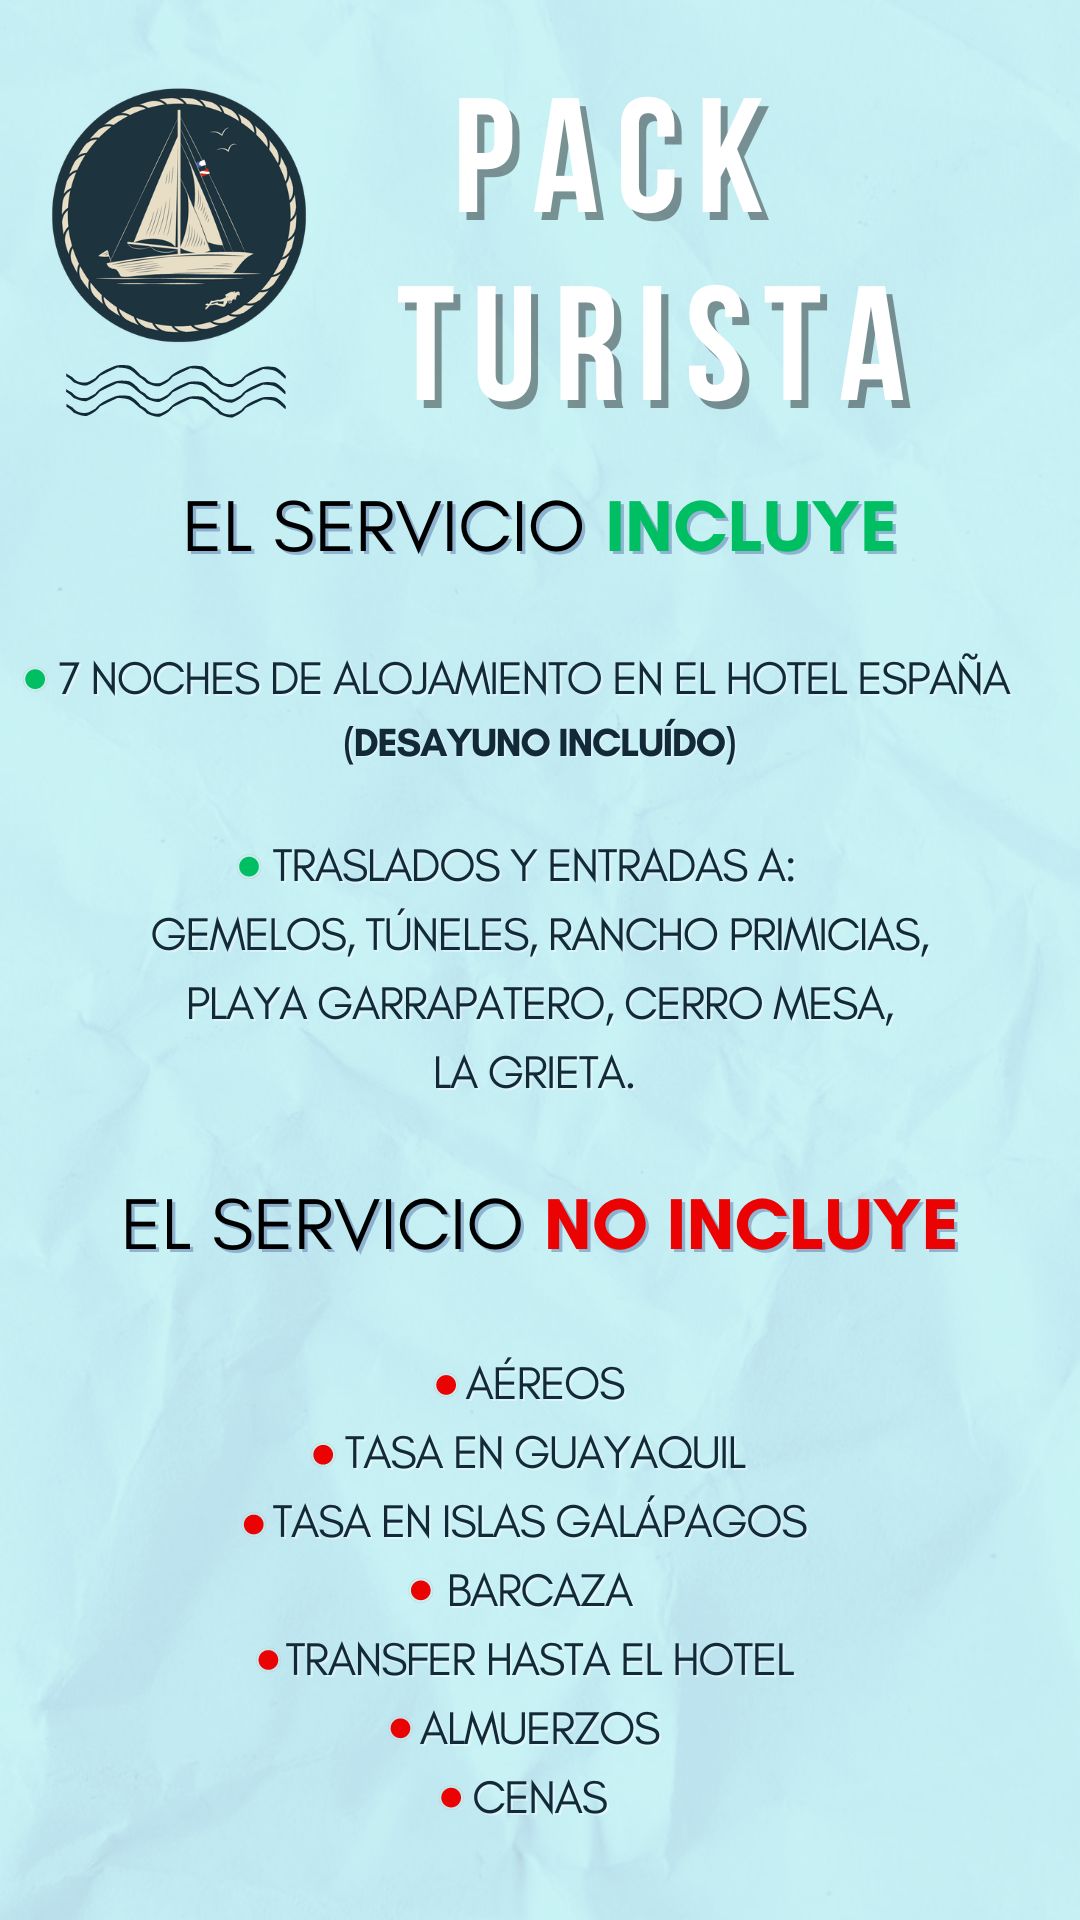 PACK
TURISTA
EL SERVICIO INCLUYE
• 7 NOCHES DE ALOJAMIENTO EN EL HOTEL ESPAÑA
(DESAYUNO INCLUÍDO)
• TRASLADOS Y ENTRADAS A:
GEMELOS, TÚNELES, RANCHO PRIMICIAS,
PLAYA GARRAPATERO, CERRO MESA,
LA GRIETA.
EL SERVICIO NO INCLUYE
• AÉREOS
• TASA EN GUAYAQUIL
• TASA EN ISLAS GALÁPAGOS
• BARCAZA
• TRANSFER HASTA EL HOTEL
• ALMUERZOS
• CENAS